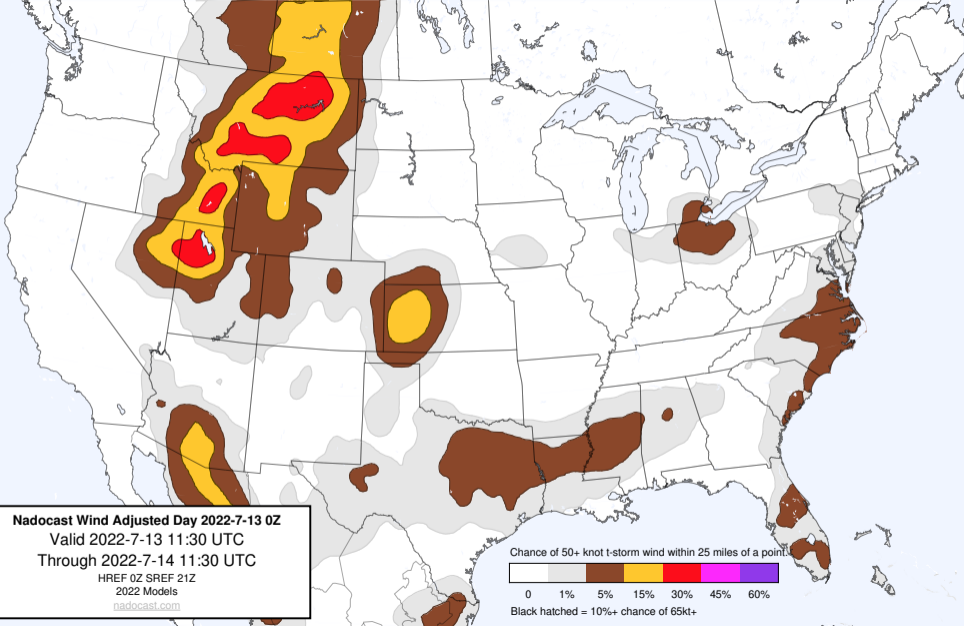 Nadocast Wind Adjusted Day 2022-7-13 0Z
Valid 2022-7-13 11:30 UTC
Through 2022-7-14 11:30 UTC
HREF 0Z SREF 21Z
2022 Models
nadocast.com
Chance of 50+ knot t-storm wind within 25 miles of a point.
0 1% 5% 15% 30% 45% 60%
Black hatched = 10%+ chance of 65kt+